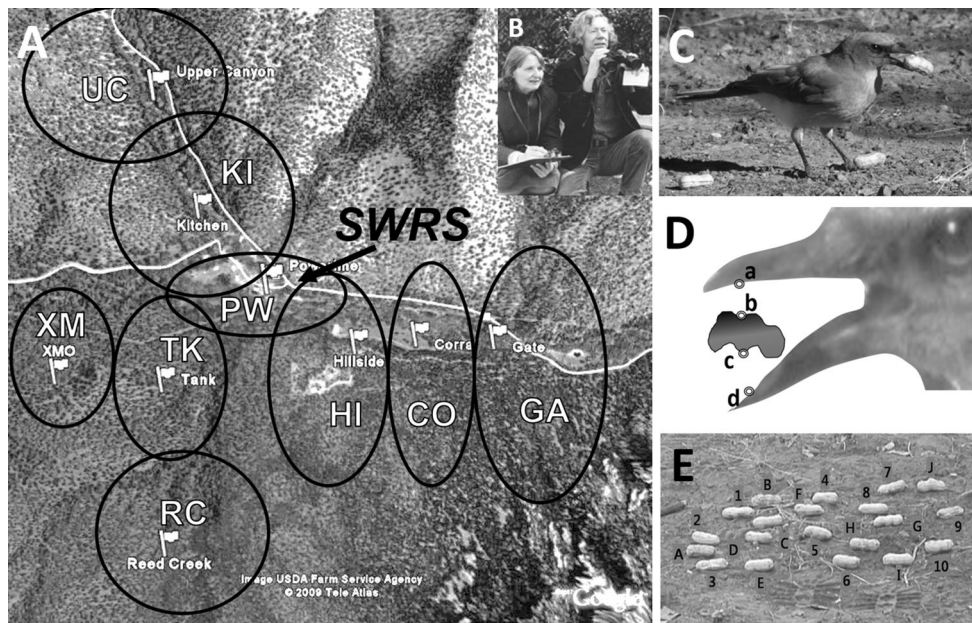 A
UC
Upper Canyon
KI
Kitchen
SWRS
PW
XM
XMO
TK
Tank
Hillside
Corral
Gate
HI
CO
GA
RC
Reed Creek
Image USDA Farm Service Agency
© 2009 Tele Atlas
Google
B
C
D
a
b
c
d
E
7 J
B 4
1 F 8
2 H G 9
A D C 5
3 E 6 I 10